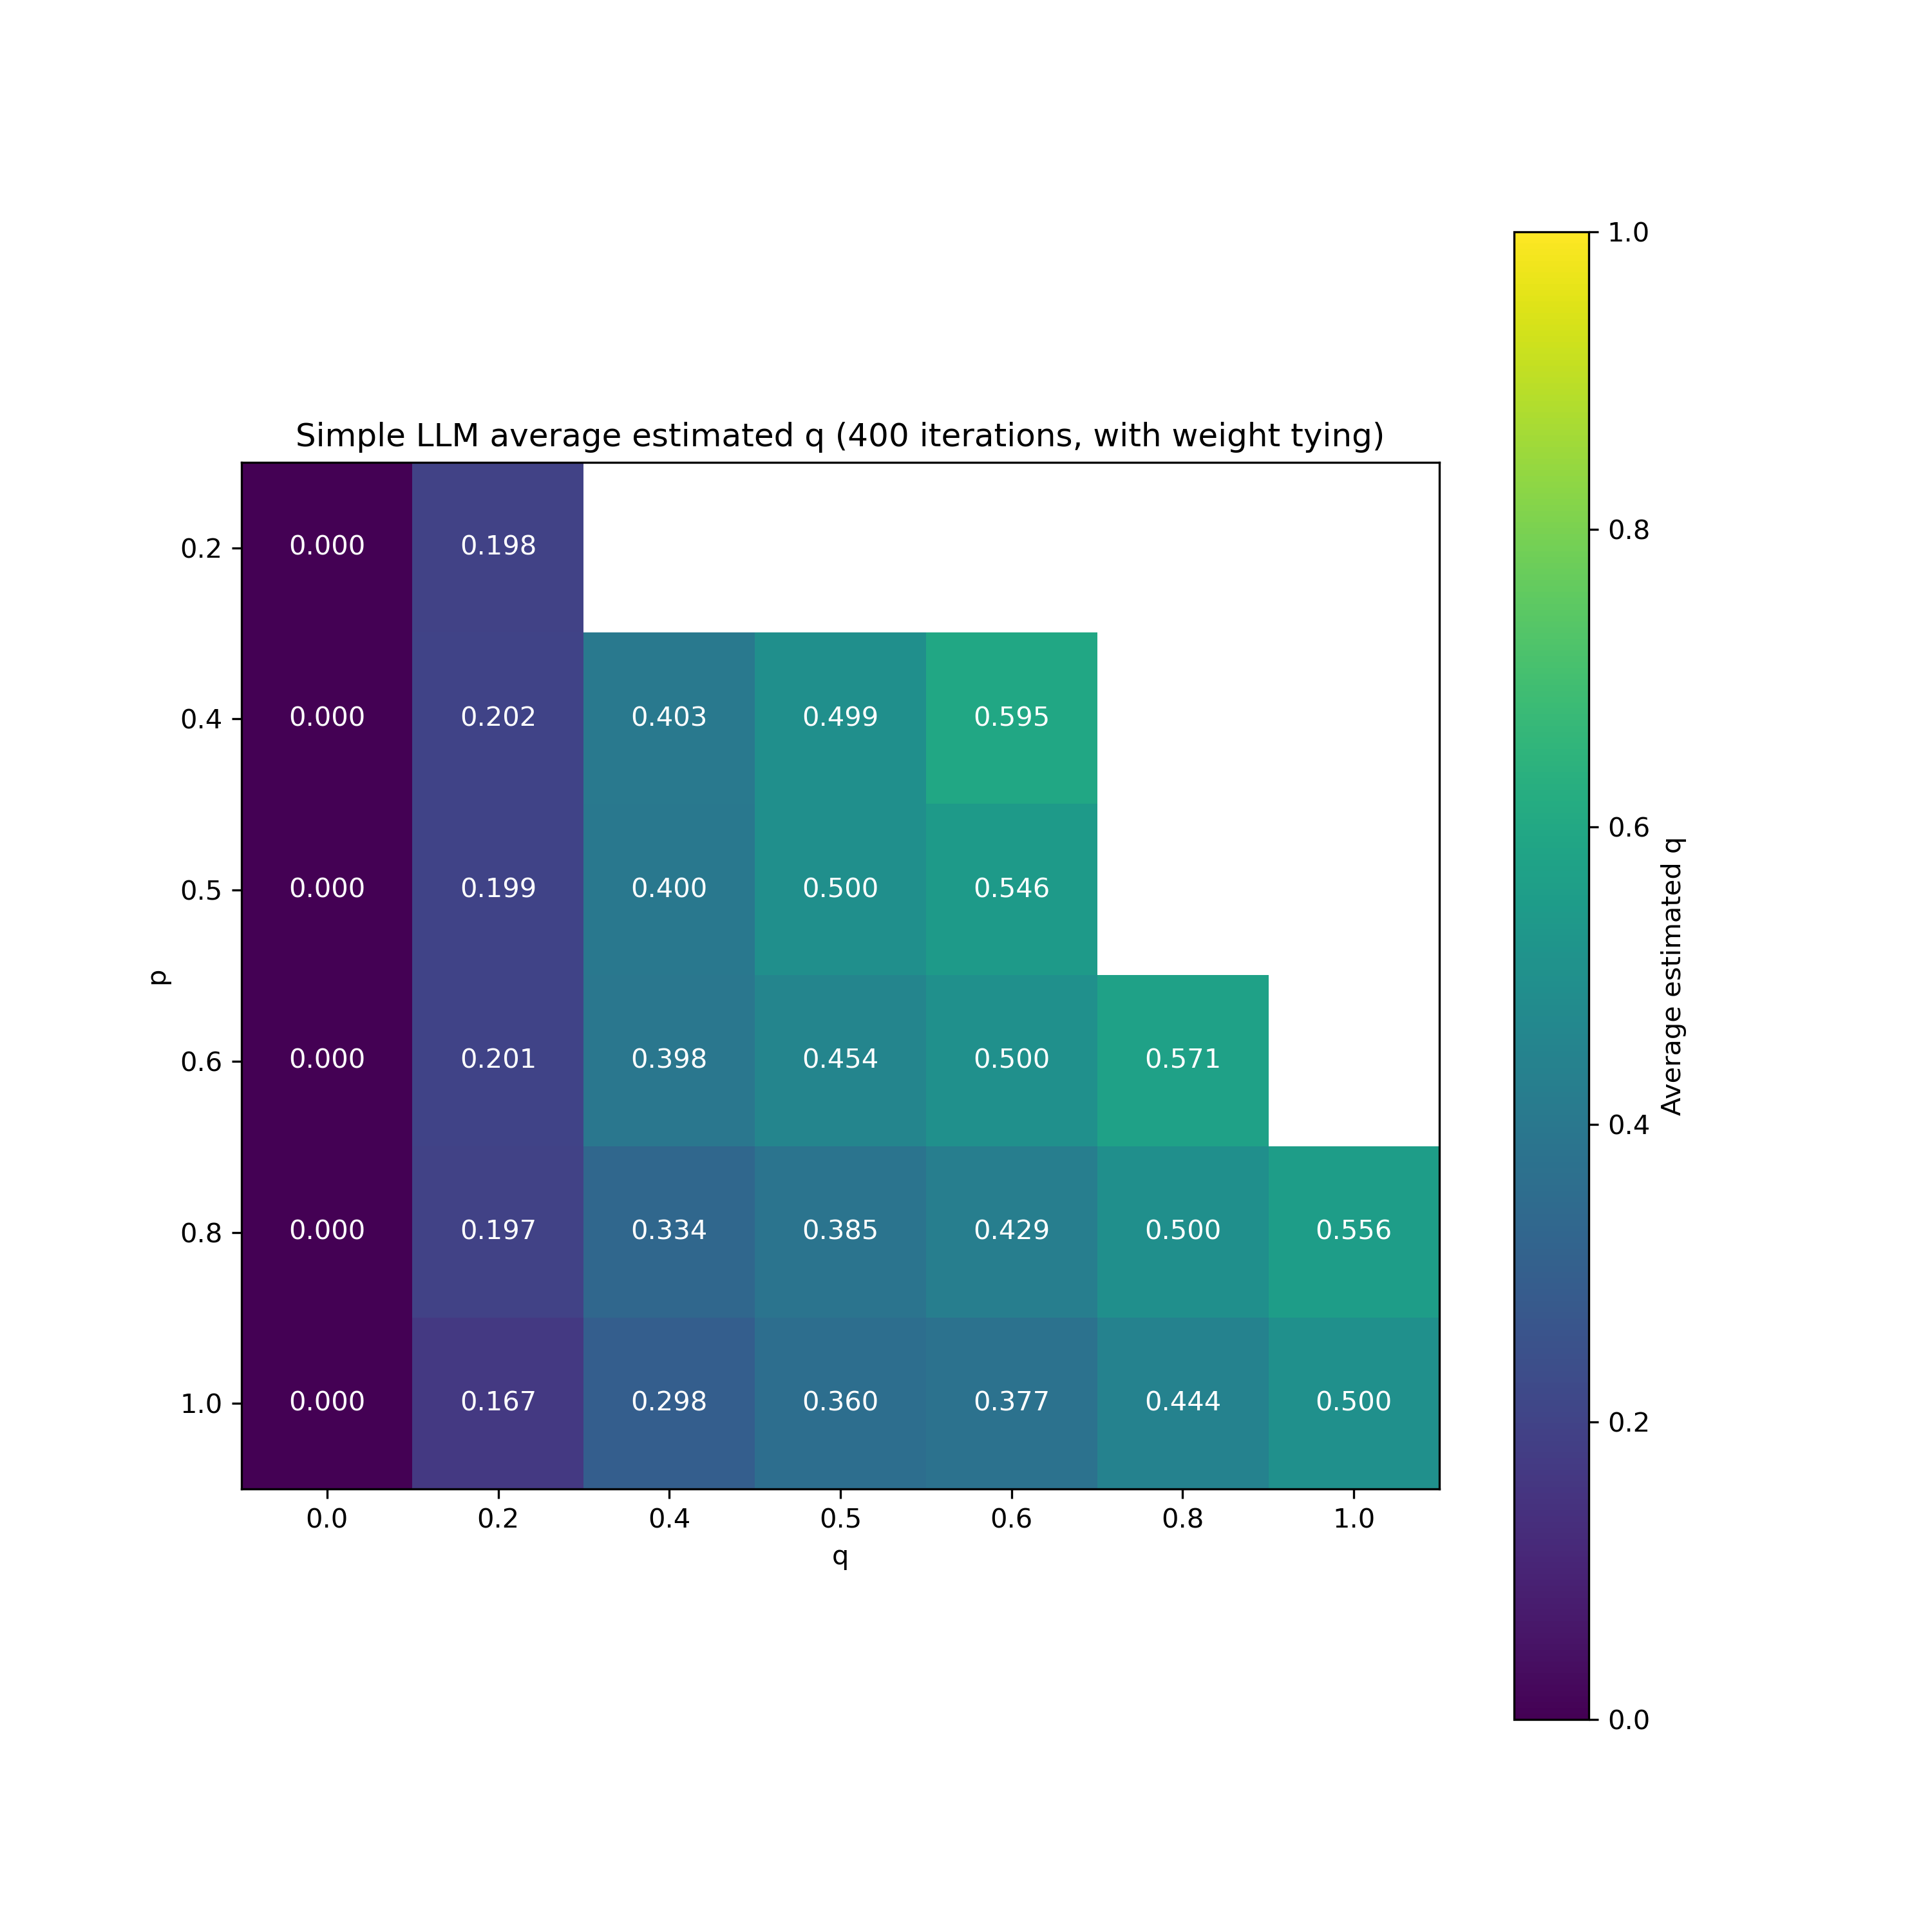 Simple LLM average estimated q (400 iterations, with weight tying)
0.2 0.000 0.198
0.4 0.000 0.202 0.403 0.499 0.595
0.5 0.000 0.199 0.400 0.500 0.546
0.6 0.000 0.201 0.398 0.454 0.500 0.571
0.8 0.000 0.197 0.334 0.385 0.429 0.500 0.556
1.0 0.000 0.167 0.298 0.360 0.377 0.444 0.500
p
0.0 0.2 0.4 0.5 0.6 0.8 1.0
q
1.0
0.8
0.6
0.4
0.2
0.0
Average estimated q